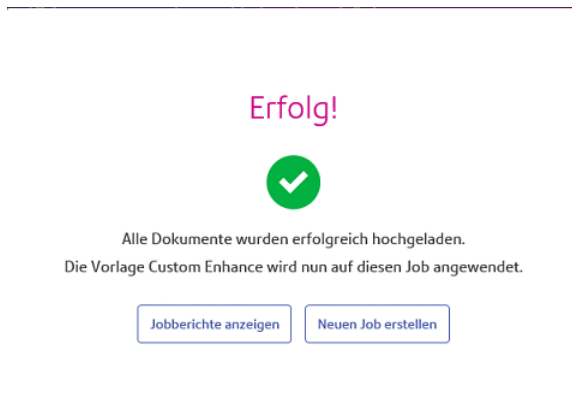 Erfolg!
Alle Dokumente wurden erfolgreich hochgeladen.
Die Vorlage Custom Enhance wird nun auf diesen Job angewendet.
Jobberichte anzeigen
Neuen Job erstellen